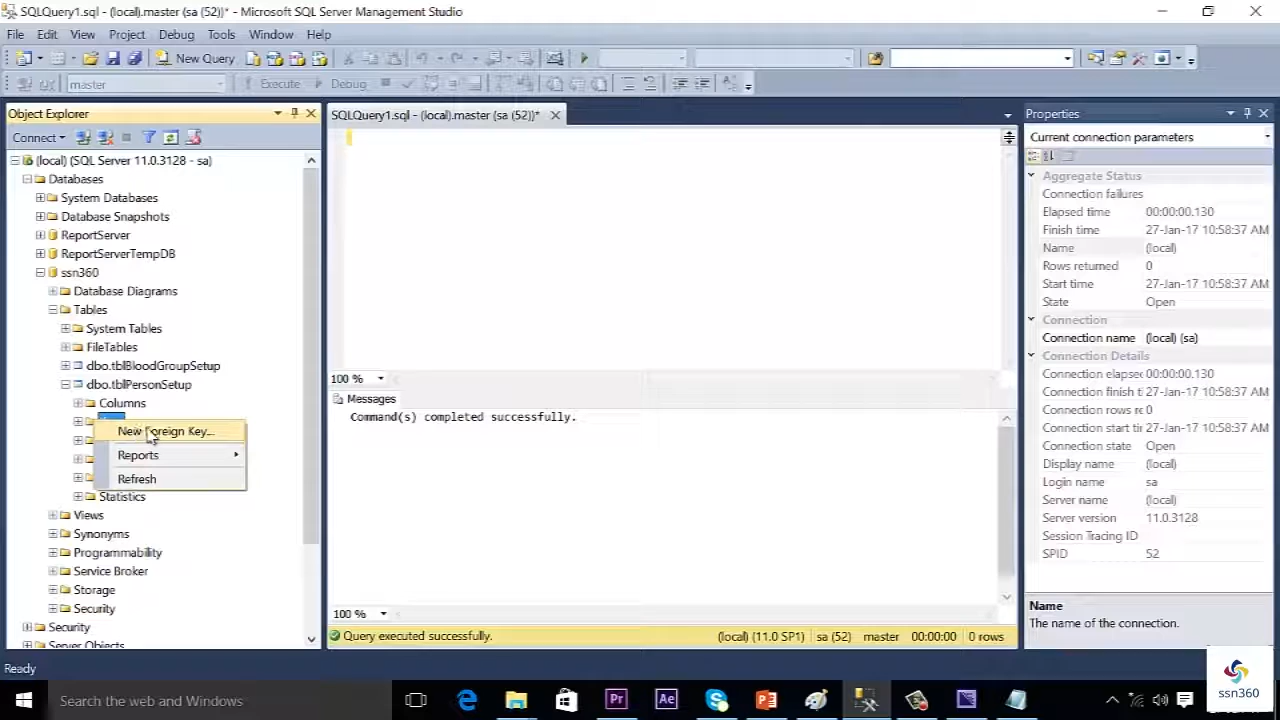 SQLQuery1.sql - (local).master (sa (52))* - Microsoft SQL Server Management Studio
File Edit View Project Debug Tools Window Help
New Query
master Execute Debug
Object Explorer
Connect
(local) (SQL Server 11.0.3128 - sa)
Databases
System Databases
Database Snapshots
ReportServer
ReportServerTempDB
ssn360
Database Diagrams
Tables
System Tables
FileTables
dbo.tblBloodGroupSetup
dbo.tblPersonSetup
Columns
New Foreign Key...
Reports
Refresh
Statistics
Views
Synonyms
Programmability
Service Broker
Storage
Security
Security
Server Objects
SQLQuery1.sql - (local).master (sa (52))*
100 %
Messages
Command(s) completed successfully.
100 %
Query executed successfully. (local) (11.0 SP1) sa (52) master 00:00:00 0 rows
Properties
Current connection parameters
Aggregate Status
Connection failures
Elapsed time 00:00:00.130
Finish time 27-Jan-17 10:58:37 AM
Name (local)
Rows returned 0
Start time 27-Jan-17 10:58:37 AM
State Open
Connection
Connection name (local) (sa)
Connection Details
Connection elapse 00:00:00.130
Connection finish t 27-Jan-17 10:58:37 AM
Connection rows re 0
Connection start tir 27-Jan-17 10:58:37 AM
Connection state Open
Display name (local)
Login name sa
Server name (local)
Server version 11.0.3128
Session Tracing ID
SPID 52
Name
The name of the connection.
Ready
ssn360
Search the web and Windows